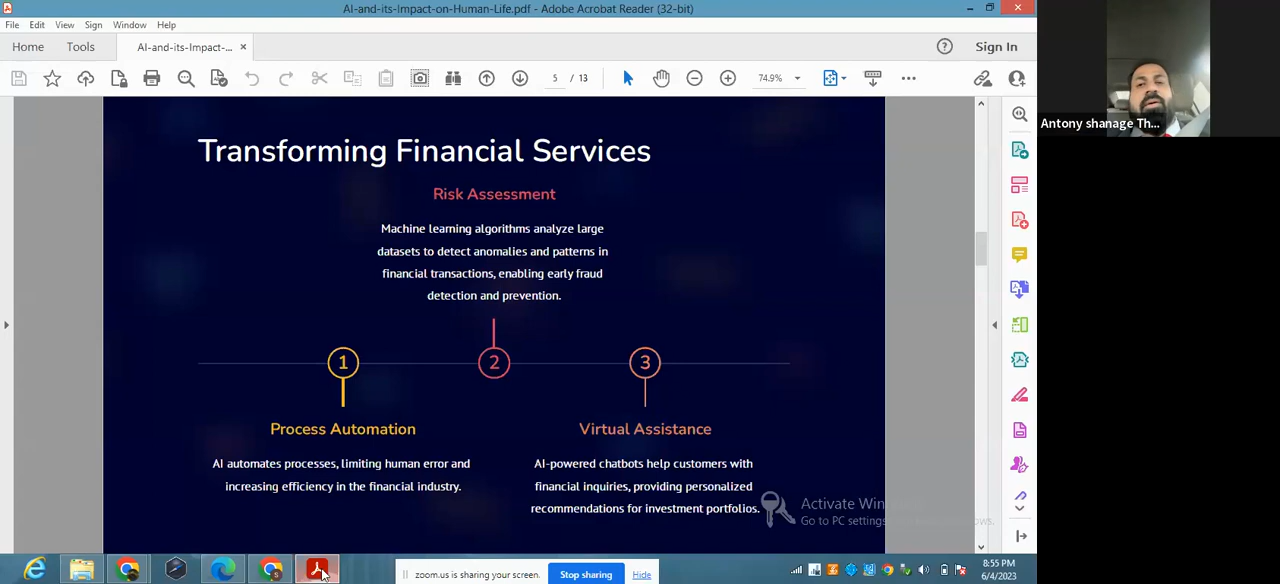 AI-and-its-Impact-on-Human-Life.pdf - Adobe Acrobat Reader (32-bit)
File Edit View Sign Window Help
Home Tools AI-and-its-Impact-... × Sign In
5 / 13 74.9%
Antony shanage Th...
Transforming Financial Services
Risk Assessment
Machine learning algorithms analyze large
datasets to detect anomalies and patterns in
financial transactions, enabling early fraud
detection and prevention.
1 2 3
Process Automation
AI automates processes, limiting human error and
increasing efficiency in the financial industry.
Virtual Assistance
AI-powered chatbots help customers with
financial inquiries, providing personalized
recommendations for investment portfolios.
Activate Win
Go to PC settings
zoom.us is sharing your screen. Stop sharing Hide
8:55 PM
6/4/2023